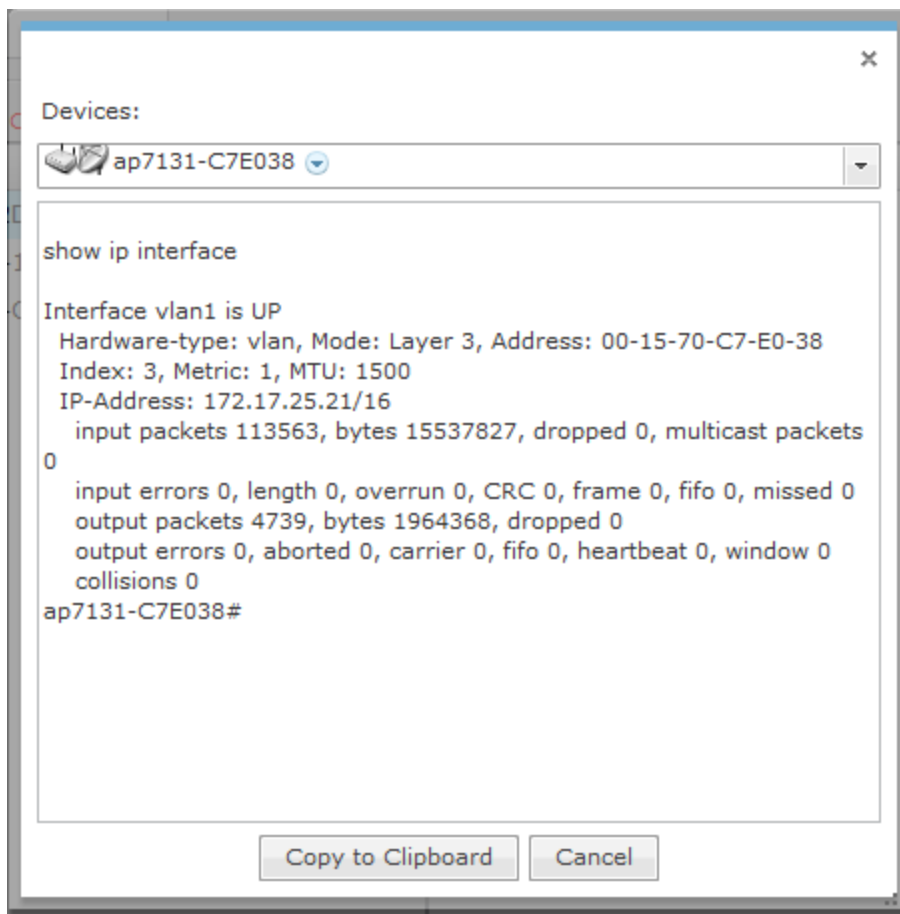 Devices:
ap7131-C7E038
show ip interface
Interface vlan1 is UP
Hardware-type: vlan, Mode: Layer 3, Address: 00-15-70-C7-E0-38
Index: 3, Metric: 1, MTU: 1500
IP-Address: 172.17.25.21/16
input packets 113563, bytes 15537827, dropped 0, multicast packets
0
input errors 0, length 0, overrun 0, CRC 0, frame 0, fifo 0, missed 0
output packets 4739, bytes 1964368, dropped 0
output errors 0, aborted 0, carrier 0, fifo 0, heartbeat 0, window 0
collisions 0
ap7131-C7E038#
Copy to Clipboard
Cancel